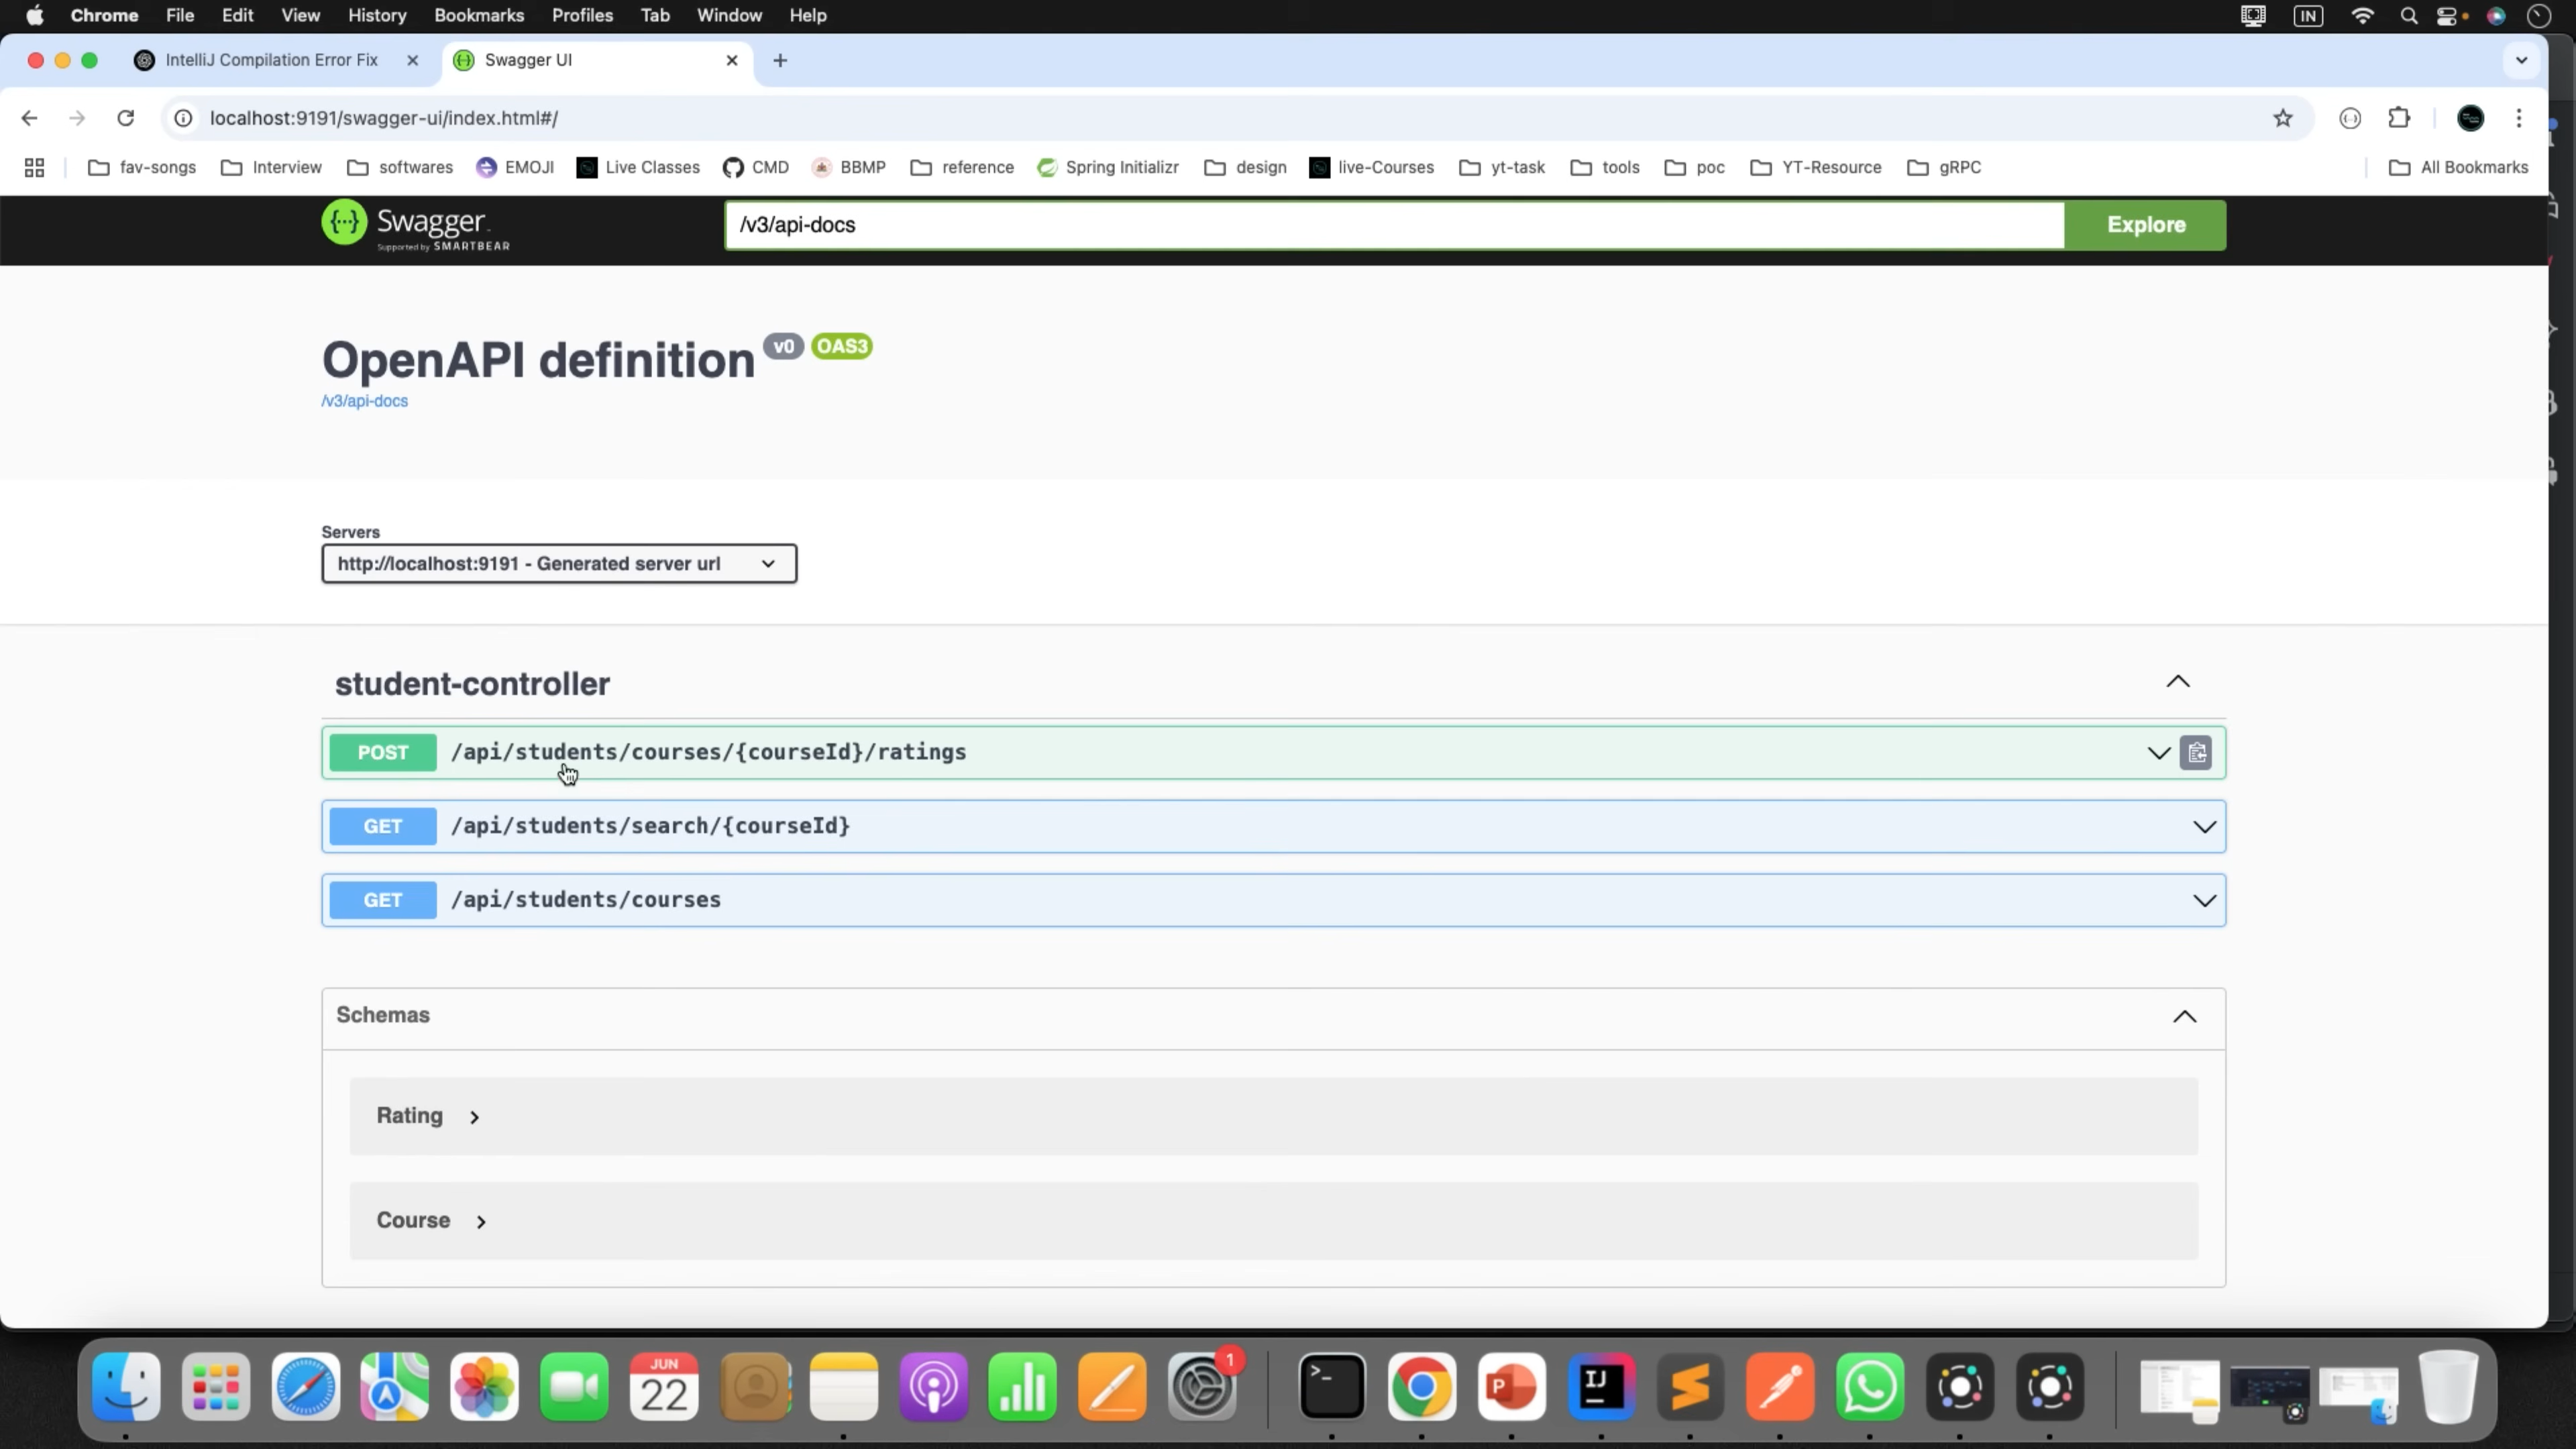 Chrome File Edit View History Bookmarks Profiles Tab Window Help IN
IntelliJ Compilation Error Fix Swagger UI
localhost:9191/swagger-ui/index.html#/
fav-songs Interview softwares EMOJI Live Classes CMD BBMP reference Spring Initializr design live-Courses yt-task tools poc YT-Resource gRPC All Bookmarks
Swagger
Supported by SMARTBEAR
/v3/api-docs Explore
OpenAPI definition v0 OAS3
/v3/api-docs
Servers
http://localhost:9191 - Generated server url
student-controller
POST /api/students/courses/{courseId}/ratings
GET /api/students/search/{courseId}
GET /api/students/courses
Schemas
Rating
Course
JUN
22
1
P
IJ